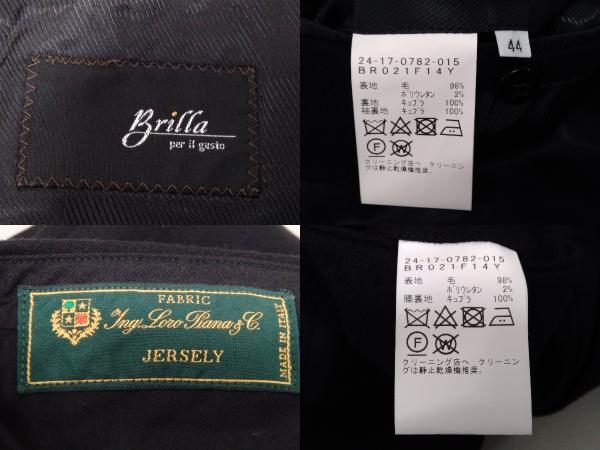 Brilla
per il gusto
44
24-17-0782-015
BR021F14Y
表地 毛 98%
ポリウレタン 2%
裏地 キュプラ 100%
袖裏地 キュプラ 100%
F
W
クリーニング店へ クリーニン
グは静止乾燥機推奨。
FABRIC
Ing. Loro Piana & C.
JERSELY
MADE IN ITALY
24-17-0782-015
BR021F14Y
表地 毛 98%
ポリウレタン 2%
膝裏地 キュプラ 100%
F
W
クリーニング店へ クリーニン
グは静止乾燥機推奨。